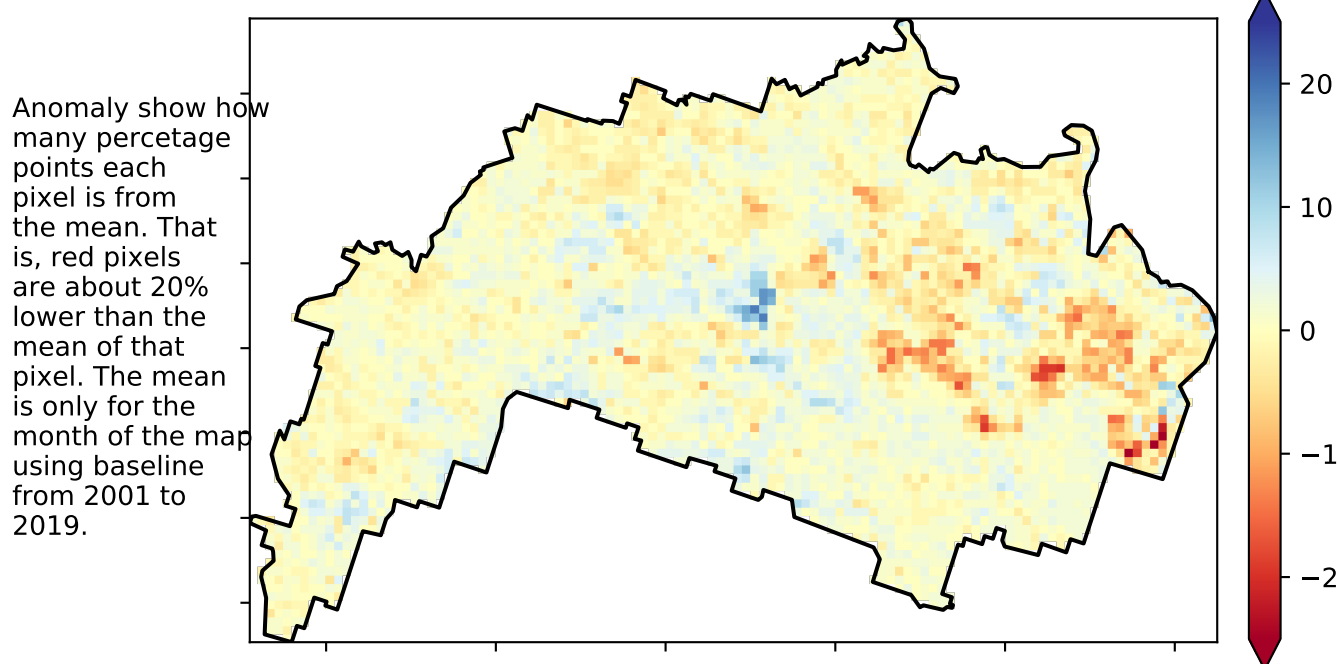 Anomaly show how
many percetage
points each
pixel is from
the mean. That
is, red pixels
are about 20%
lower than the
mean of that
pixel. The mean
is only for the
month of the map
using baseline
from 2001 to
2019.
20
10
0
−1
−2